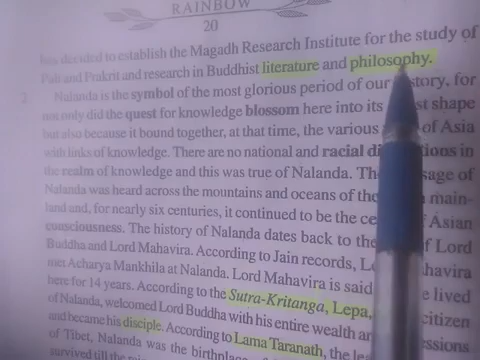 RAINBOW
20
has decided to establish the Magadh Research Institute for the study of
Pali and Prakrit and research in Buddhist literature and philosophy.
2 Nalanda is the symbol of the most glorious period of our story, for
not only did the quest for knowledge blossom here into its st shape
but also because it bound together, at that time, the various of Asia
with links of knowledge. There are no national and racial di tions in
the realm of knowledge and this was true of Nalanda. Th sage of
Nalanda was heard across the mountains and oceans of the main-
land and, for nearly six centuries, it continued to be the ce f Asian
consciousness. The history of Nalanda dates back to the f Lord
Buddha and Lord Mahavira. According to Jain records, L havira
met Acharya Mankhila at Nalanda. Lord Mahavira is said e lived
here for 14 years. According to the Sutra-Kritanga, Lepa, citizen
of Nalanda, welcomed Lord Buddha with his entire wealth an essions
and became his disciple. According to Lama Taranath, the
of Tibet, Nalanda was the birthplace
survived till the